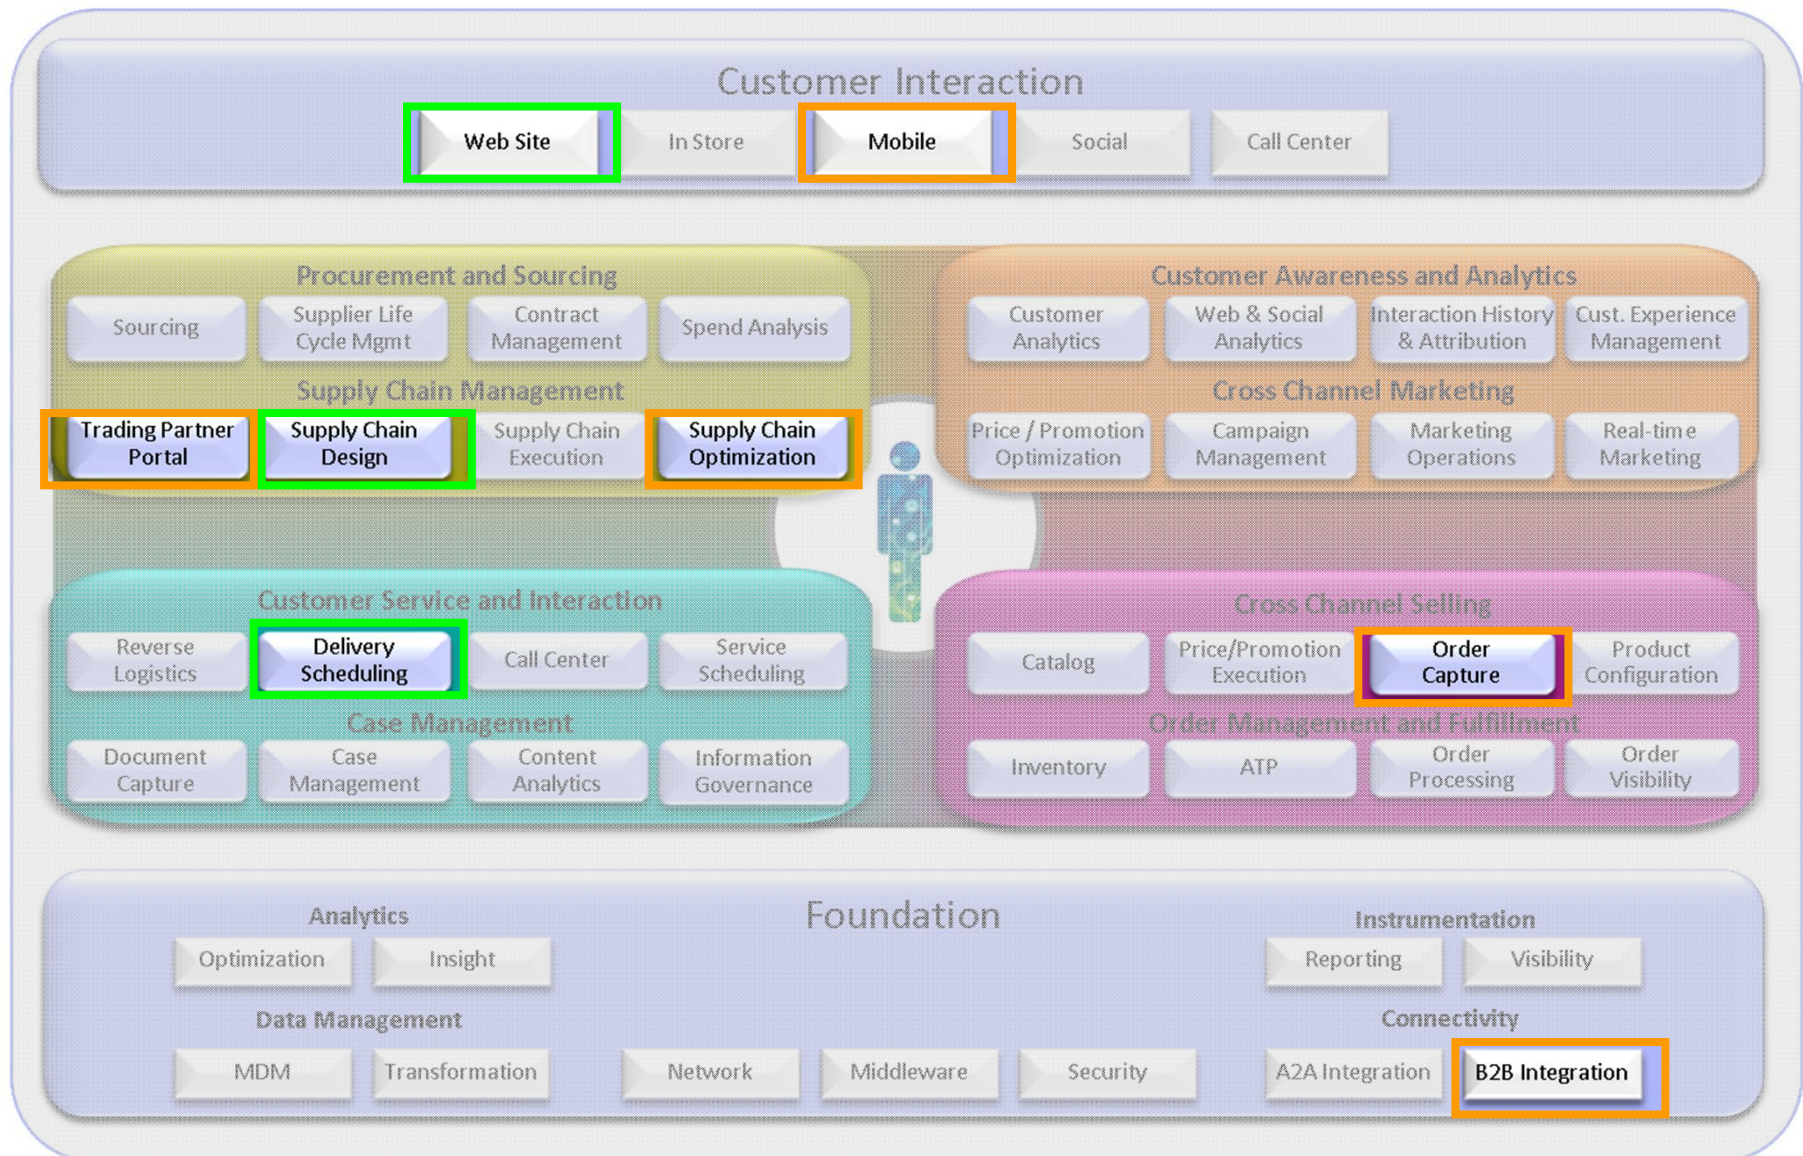 Customer Interaction
Web Site
In Store
Mobile
Social
Call Center
Procurement and Sourcing
Sourcing
Supplier Life
Cycle Mgmt
Contract
Management
Spend Analysis
Supply Chain Management
Trading Partner
Portal
Supply Chain
Design
Supply Chain
Execution
Supply Chain
Optimization
Customer Awareness and Analytics
Customer
Analytics
Web & Social
Analytics
Interaction History
& Attribution
Cust. Experience
Management
Cross Channel Marketing
Price / Promotion
Optimization
Campaign
Management
Marketing
Operations
Real-time
Marketing
Customer Service and Interaction
Reverse
Logistics
Delivery
Scheduling
Call Center
Service
Scheduling
Case Management
Document
Capture
Case
Management
Content
Analytics
Information
Governance
Cross Channel Selling
Catalog
Price/Promotion
Execution
Order
Capture
Product
Configuration
Order Management and Fulfillment
Inventory
ATP
Order
Processing
Order
Visibility
Foundation
Analytics
Optimization
Insight
Data Management
MDM
Transformation
Network
Middleware
Security
Instrumentation
Reporting
Visibility
Connectivity
A2A Integration
B2B Integration